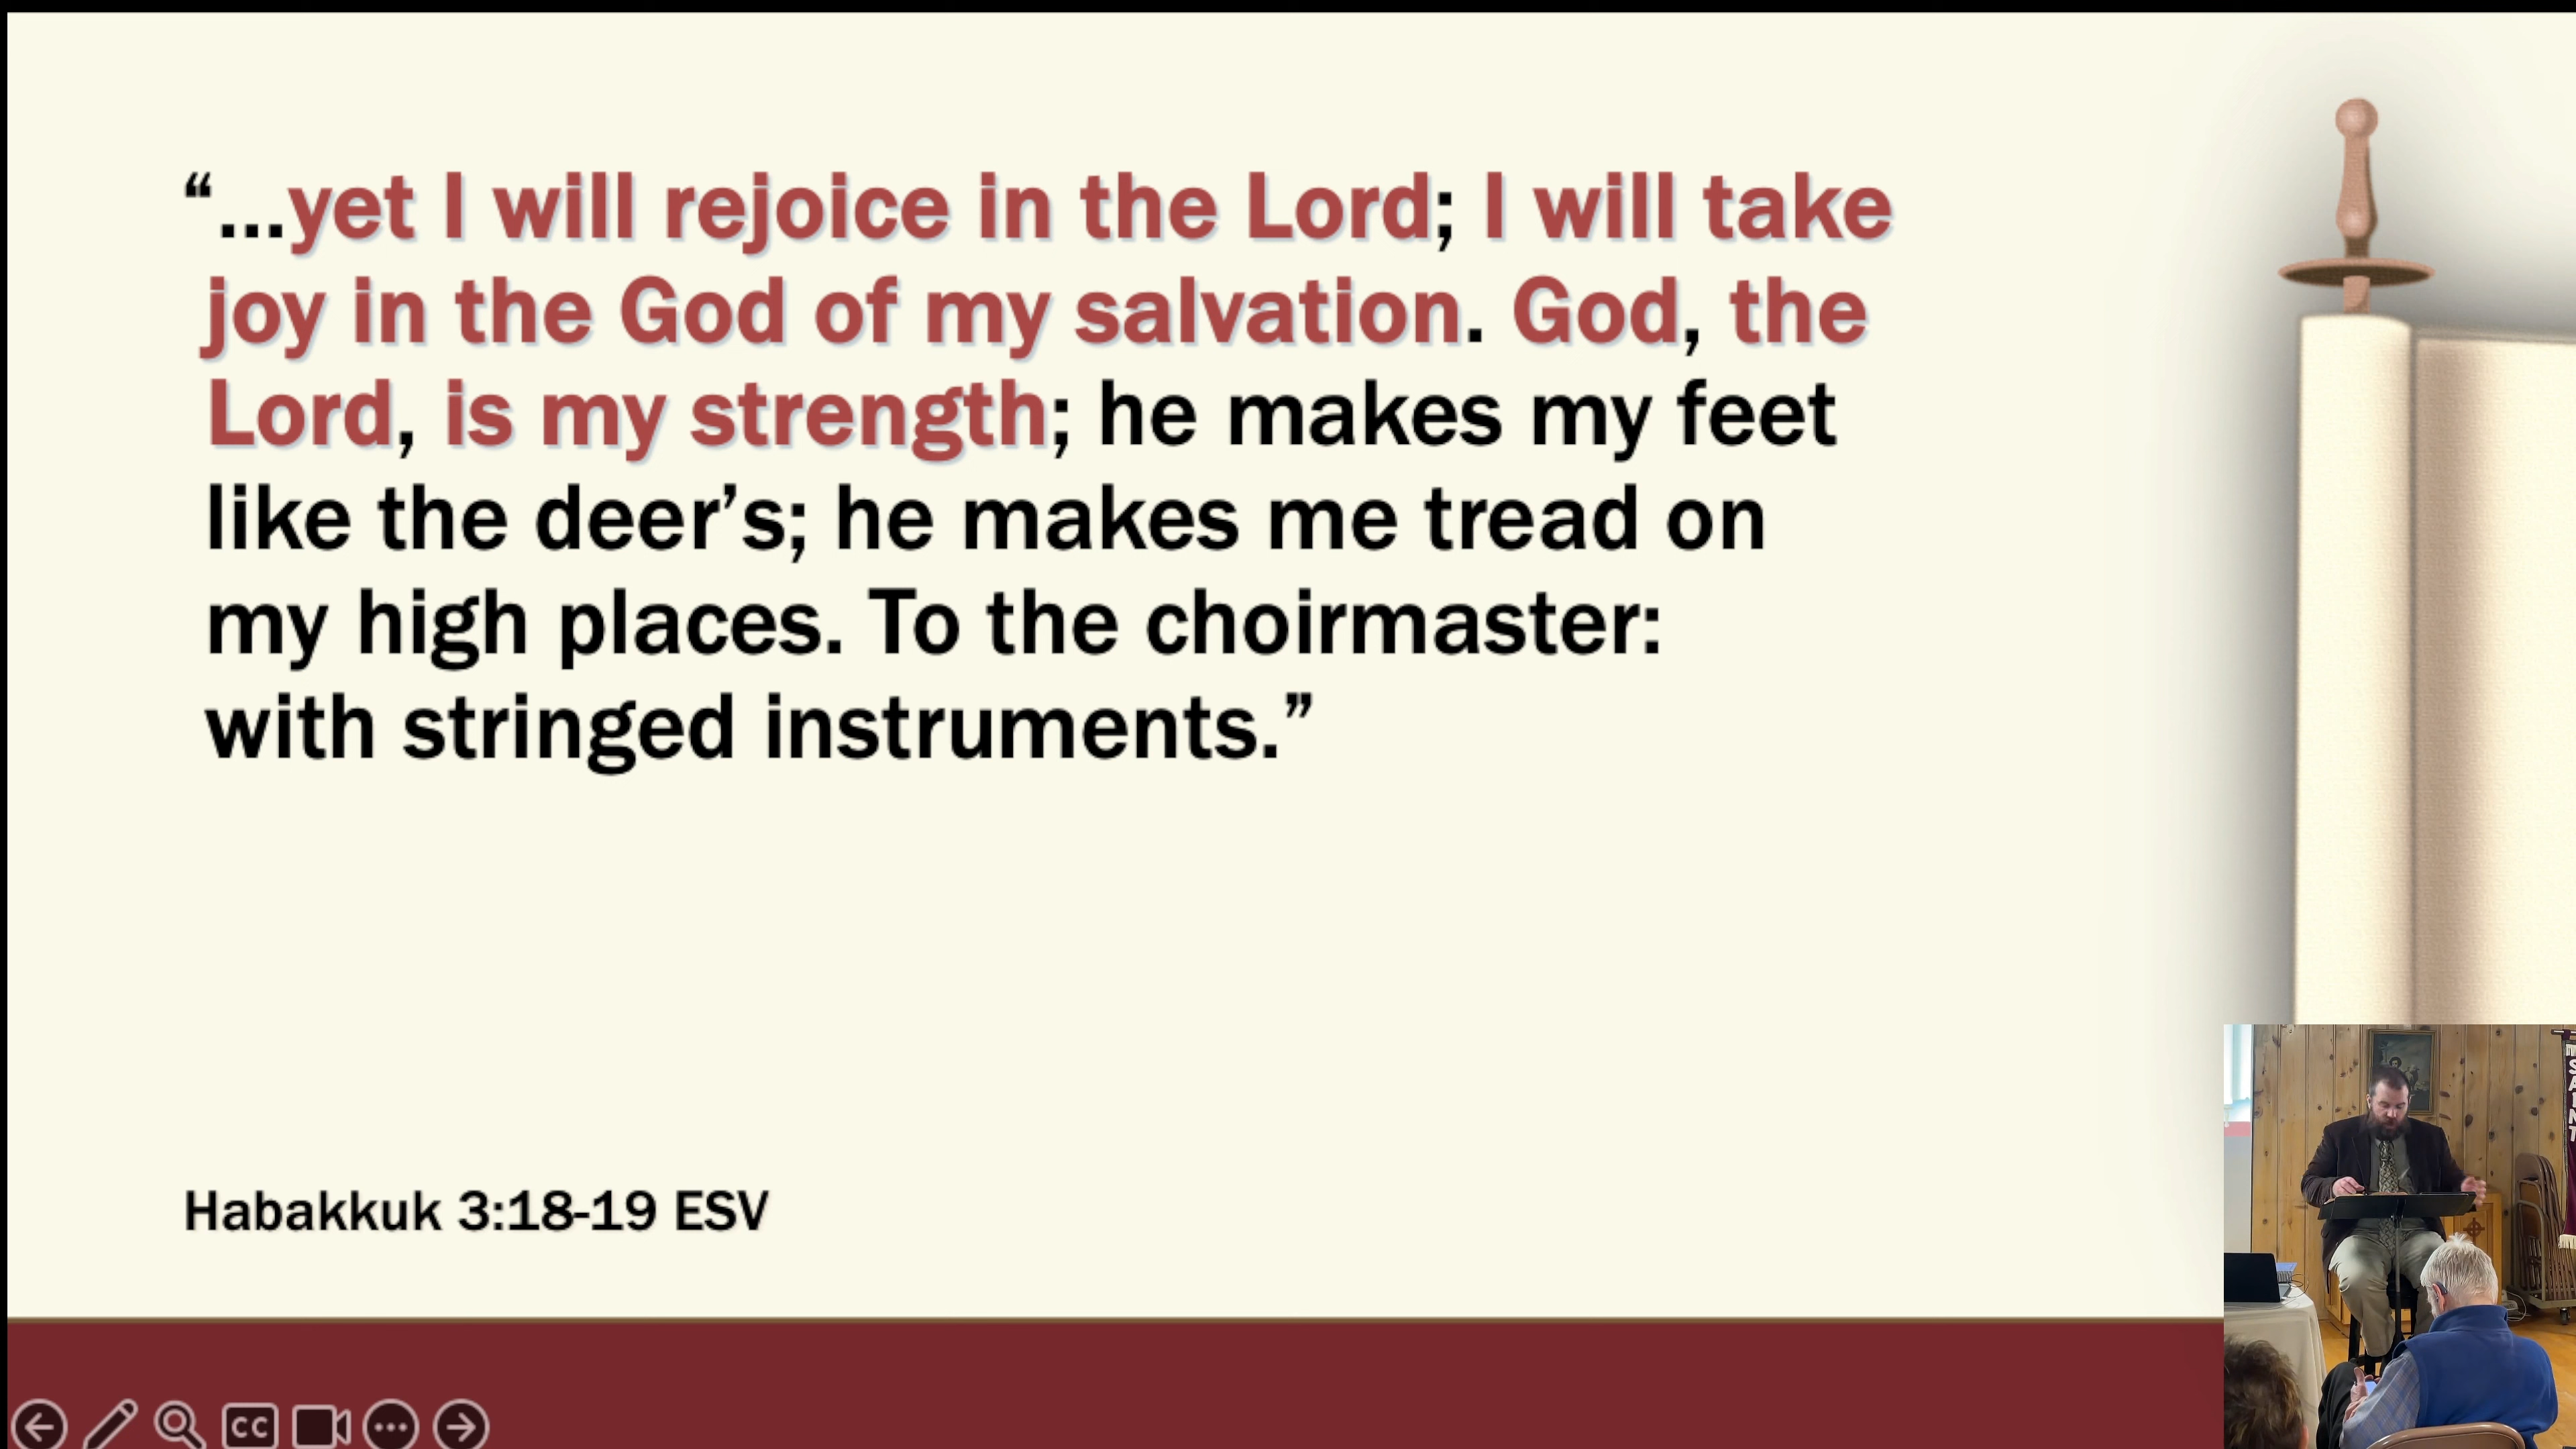 “...yet I will rejoice in the Lord; I will take
joy in the God of my salvation. God, the
Lord, is my strength; he makes my feet
like the deer’s; he makes me tread on
my high places. To the choirmaster:
with stringed instruments.”
Habakkuk 3:18-19 ESV
CC
SAINT